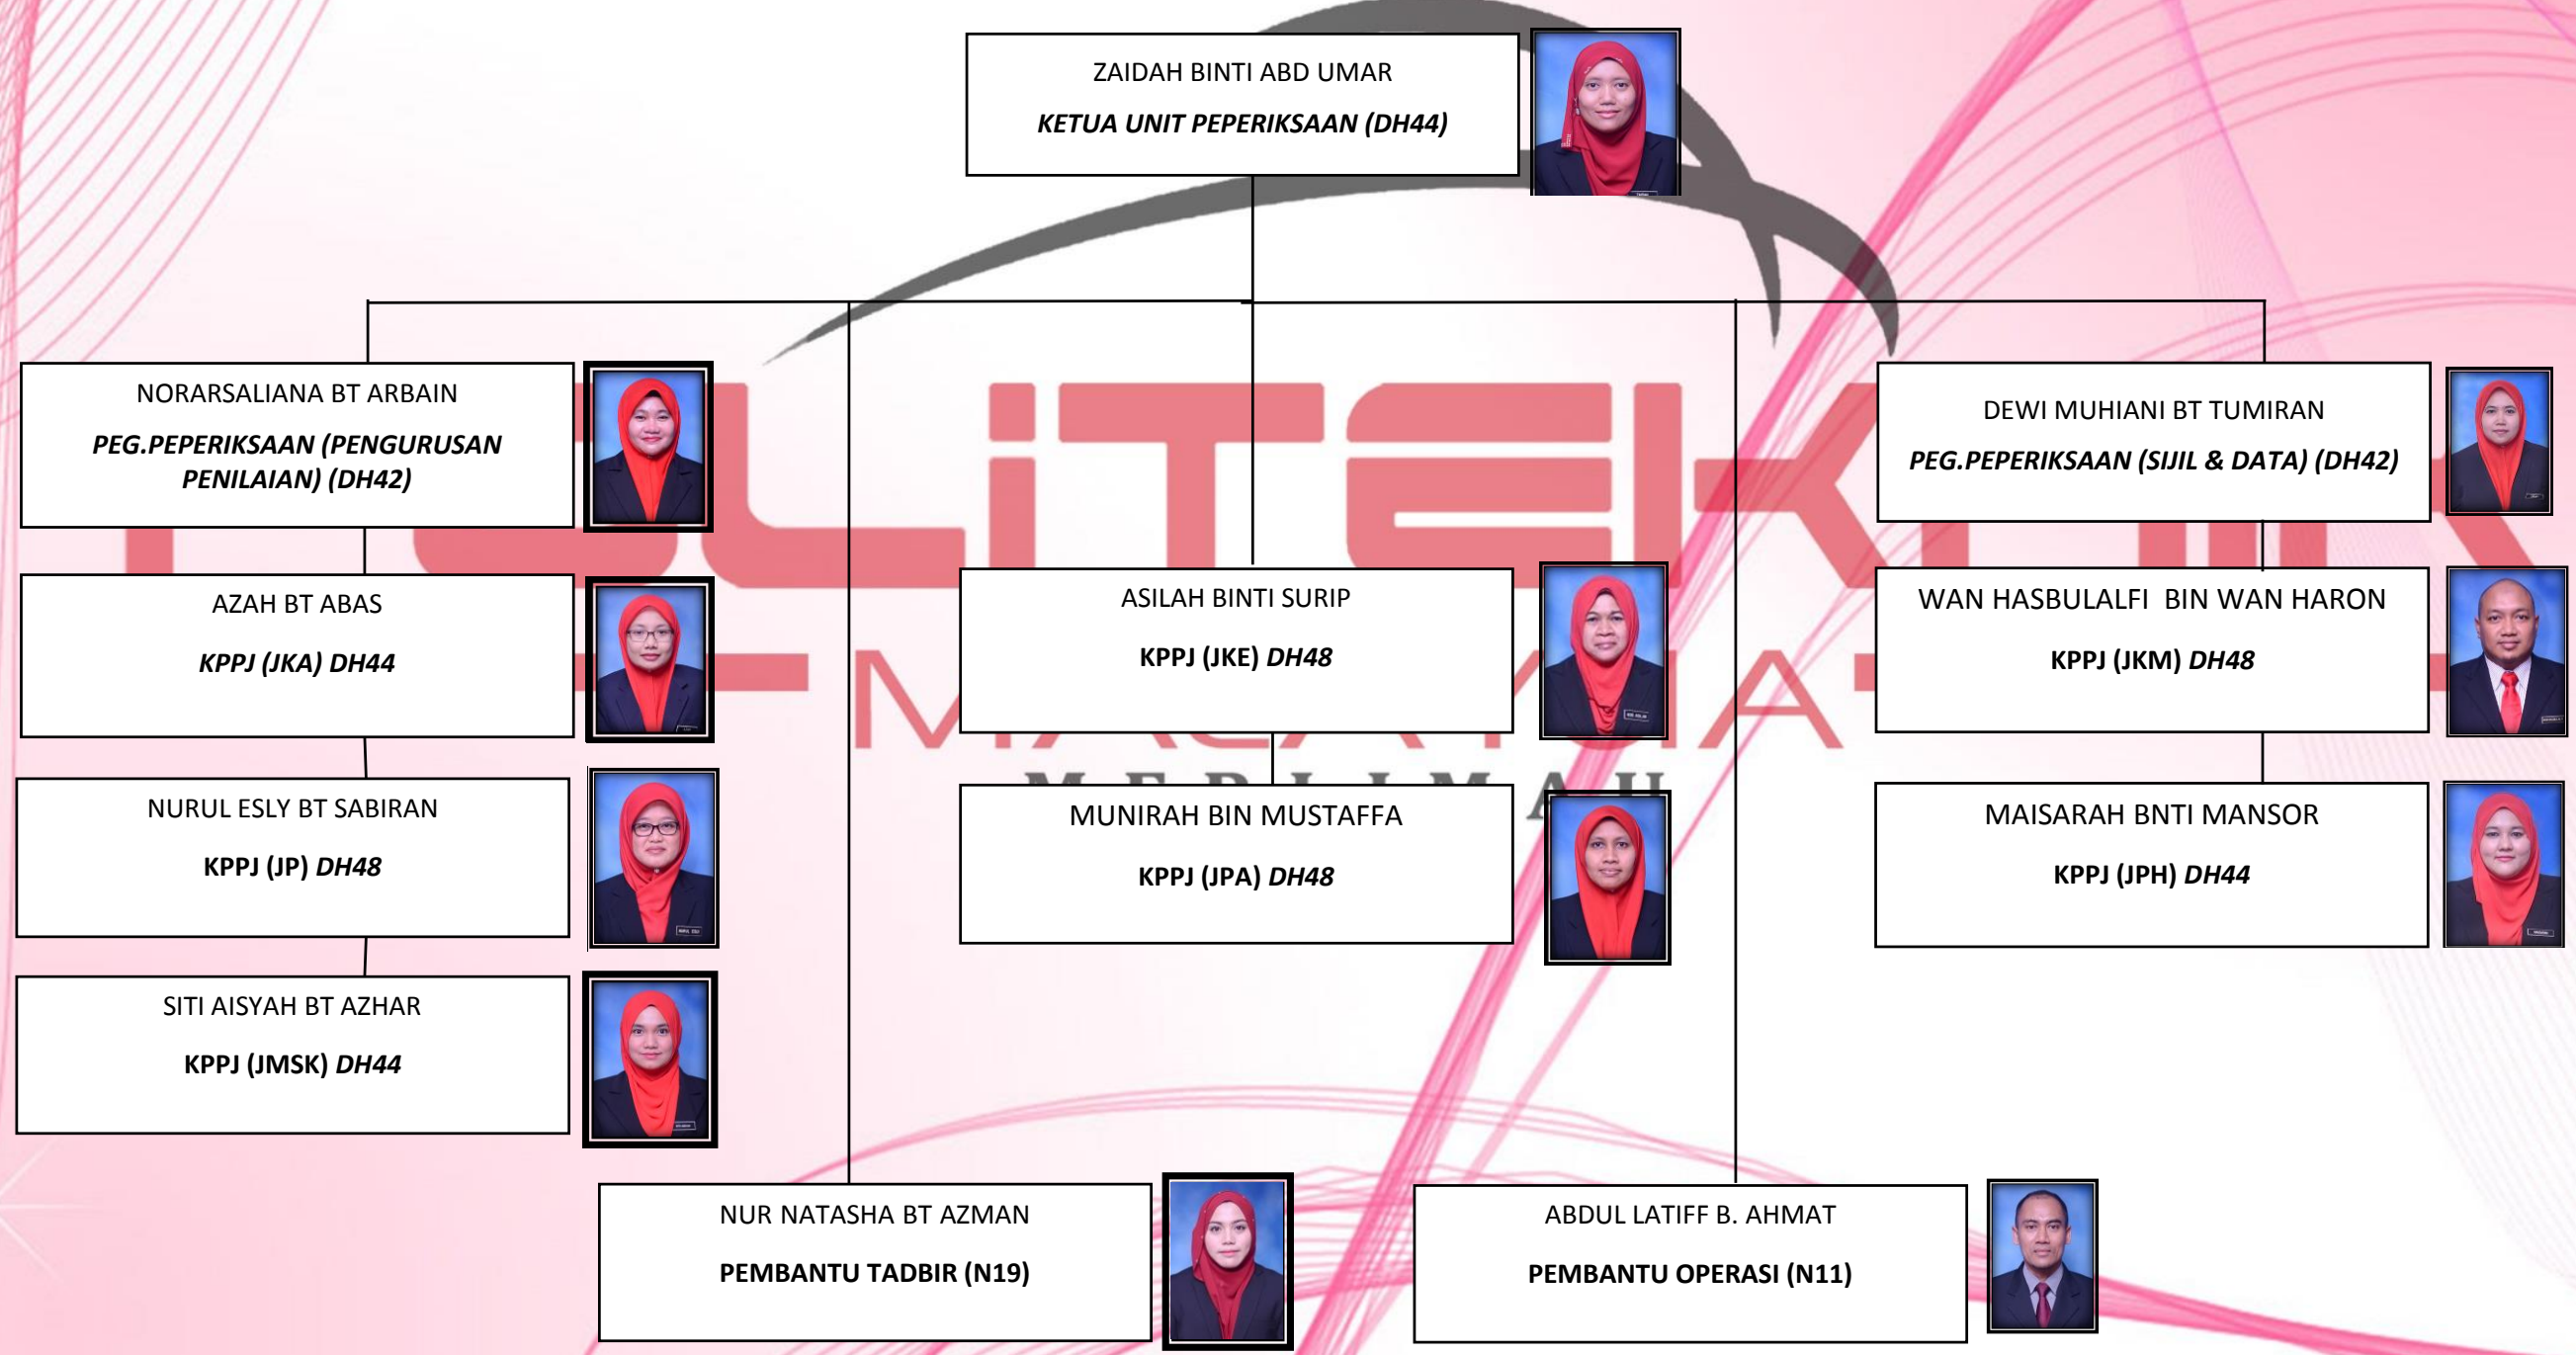 ZAIDAH BINTI ABD UMAR
KETUA UNIT PEPERIKSAAN (DH44)
NORARSALIANA BT ARBAIN
PEG.PEPERIKSAAN (PENGURUSAN
PENILAIAN) (DH42)
DEWI MUHIANI BT TUMIRAN
PEG.PEPERIKSAAN (SIJIL & DATA) (DH42)
AZAH BT ABAS
KPPJ (JKA) DH44
ASILAH BINTI SURIP
KPPJ (JKE) DH48
WAN HASBULALFI  BIN WAN HARON
KPPJ (JKM) DH48
NURUL ESLY BT SABIRAN
KPPJ (JP) DH48
MUNIRAH BIN MUSTAFFA
KPPJ (JPA) DH48
MAISARAH BNTI MANSOR
KPPJ (JPH) DH44
SITI AISYAH BT AZHAR
KPPJ (JMSK) DH44
NUR NATASHA BT AZMAN
PEMBANTU TADBIR (N19)
ABDUL LATIFF B. AHMAT
PEMBANTU OPERASI (N11)